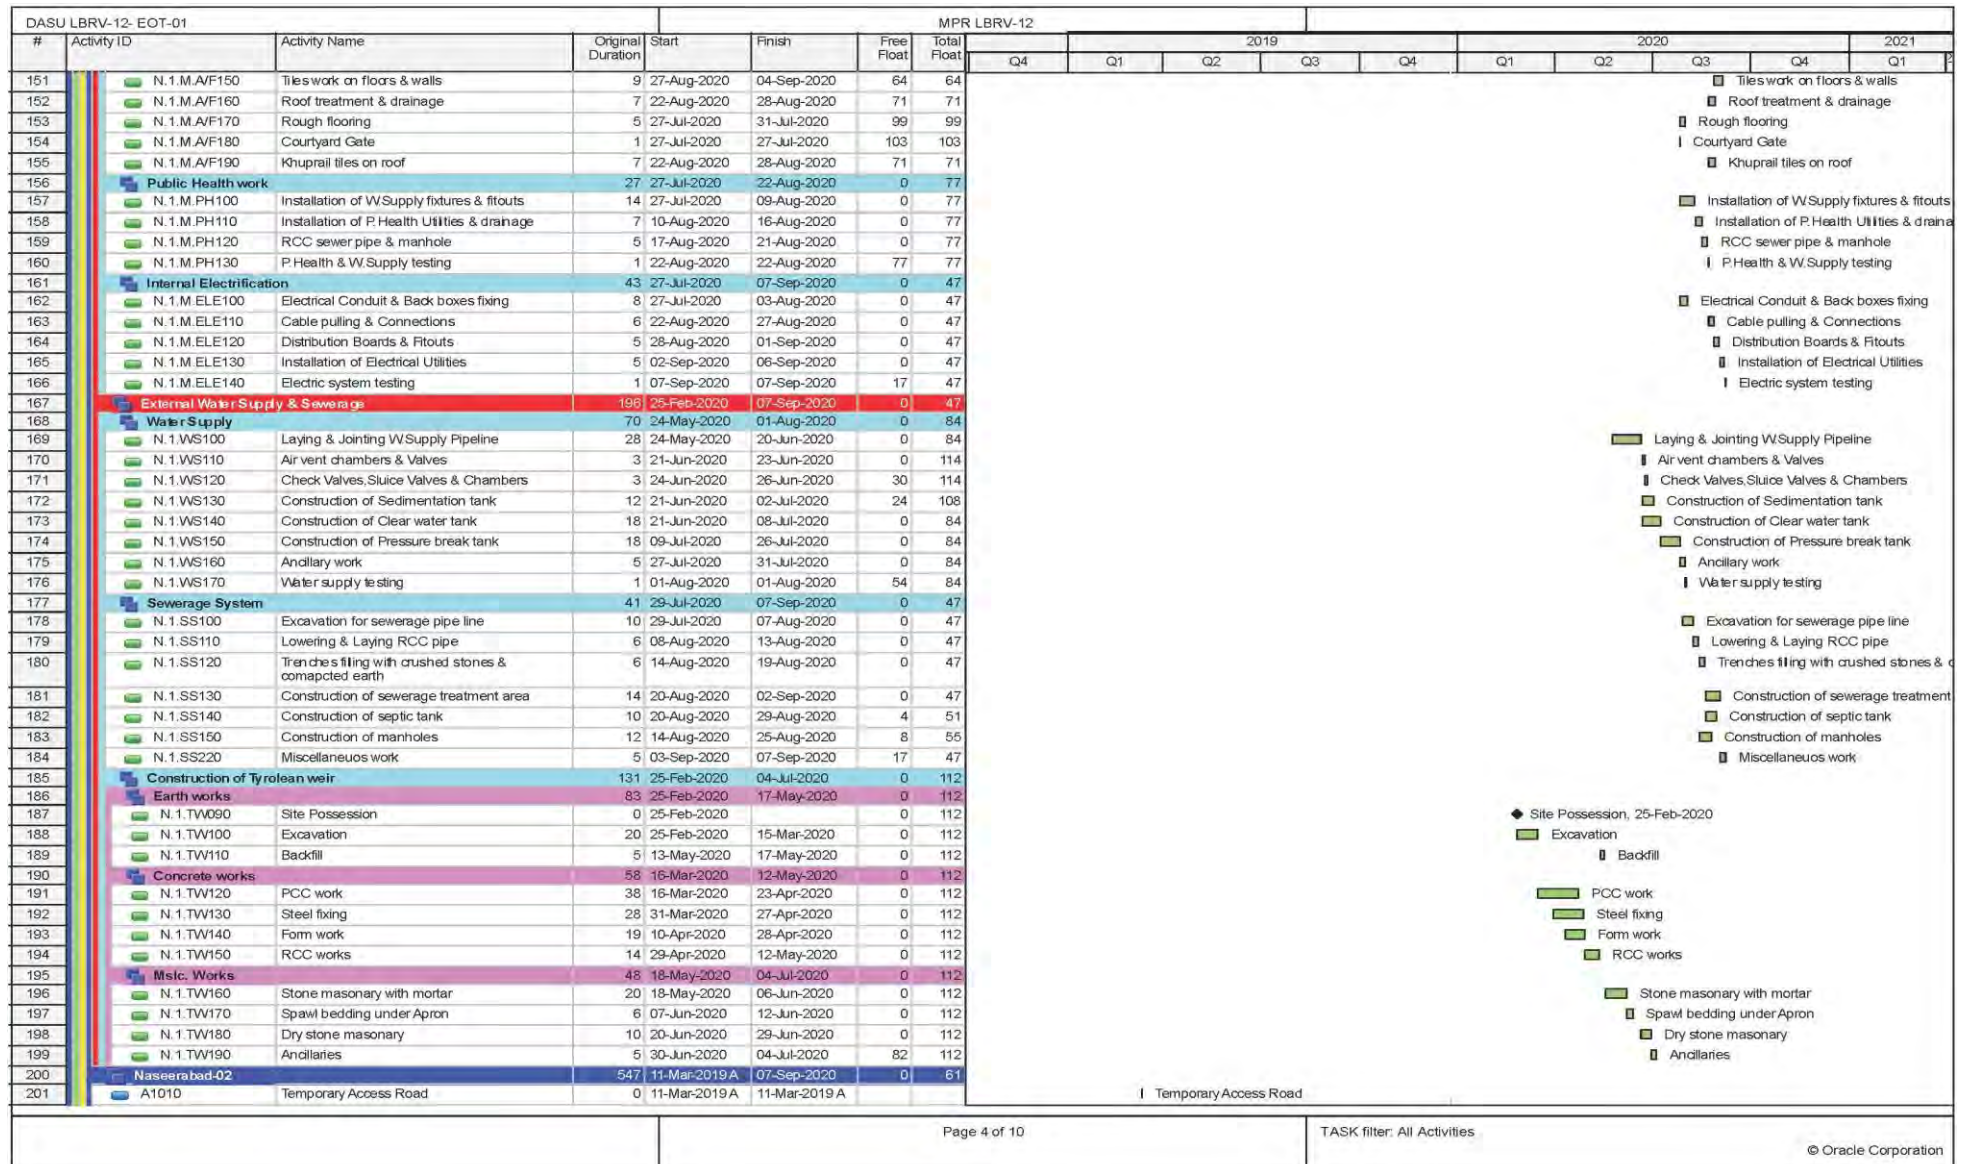 DASU LBRV-12- EOT-01 MPR LBRV-12
# Activity ID Activity Name Original Duration Start Finish Free Float Total Float 2019 2020 2021
Q4 Q1 Q2 Q3 Q4 Q1 Q2 Q3 Q4 Q1
151 N.1.M.A/F150 Tiles work on floors & walls 9 27-Aug-2020 04-Sep-2020 64 64 Tiles work on floors & walls
152 N.1.M.A/F160 Roof treatment & drainage 7 22-Aug-2020 28-Aug-2020 71 71 Roof treatment & drainage
153 N.1.M.A/F170 Rough flooring 5 27-Jul-2020 31-Jul-2020 99 99 Rough flooring
154 N.1.M.A/F180 Courtyard Gate 1 27-Jul-2020 27-Jul-2020 103 103 Courtyard Gate
155 N.1.M.A/F190 Khuprail tiles on roof 7 22-Aug-2020 28-Aug-2020 71 71 Khuprail tiles on roof
156 Public Health work 27 27-Jul-2020 22-Aug-2020 0 77
157 N.1.M.PH100 Installation of W.Supply fixtures & fitouts 14 27-Jul-2020 09-Aug-2020 0 77 Installation of W.Supply fixtures & fitouts
158 N.1.M.PH110 Installation of P.Health Utilities & drainage 7 10-Aug-2020 16-Aug-2020 0 77 Installation of P.Health Utilities & draina
159 N.1.M.PH120 RCC sewer pipe & manhole 5 17-Aug-2020 21-Aug-2020 0 77 RCC sewer pipe & manhole
160 N.1.M.PH130 P.Health & W.Supply testing 1 22-Aug-2020 22-Aug-2020 77 77 P.Health & W.Supply testing
161 Internal Electrification 43 27-Jul-2020 07-Sep-2020 0 47
162 N.1.M.ELE100 Electrical Conduit & Back boxes fixing 8 27-Jul-2020 03-Aug-2020 0 47 Electrical Conduit & Back boxes fixing
163 N.1.M.ELE110 Cable pulling & Connections 6 22-Aug-2020 27-Aug-2020 0 47 Cable pulling & Connections
164 N.1.M.ELE120 Distribution Boards & Fitouts 5 28-Aug-2020 01-Sep-2020 0 47 Distribution Boards & Fitouts
165 N.1.M.ELE130 Installation of Electrical Utilities 5 02-Sep-2020 06-Sep-2020 0 47 Installation of Electrical Utilities
166 N.1.M.ELE140 Electric system testing 1 07-Sep-2020 07-Sep-2020 17 47 Electric system testing
167 External Water Supply & Sewerage 196 25-Feb-2020 07-Sep-2020 0 47
168 Water Supply 70 24-May-2020 01-Aug-2020 0 84
169 N.1.WS100 Laying & Jointing W.Supply Pipeline 28 24-May-2020 20-Jun-2020 0 84 Laying & Jointing W.Supply Pipeline
170 N.1.WS110 Air vent chambers & Valves 3 21-Jun-2020 23-Jun-2020 0 114 Air vent chambers & Valves
171 N.1.WS120 Check Valves,Sluice Valves & Chambers 3 24-Jun-2020 26-Jun-2020 30 114 Check Valves,Sluice Valves & Chambers
172 N.1.WS130 Construction of Sedimentation tank 12 21-Jun-2020 02-Jul-2020 24 108 Construction of Sedimentation tank
173 N.1.WS140 Construction of Clear water tank 18 21-Jun-2020 08-Jul-2020 0 84 Construction of Clear water tank
174 N.1.WS150 Construction of Pressure break tank 18 09-Jul-2020 26-Jul-2020 0 84 Construction of Pressure break tank
175 N.1.WS160 Ancillary work 5 27-Jul-2020 31-Jul-2020 0 84 Ancillary work
176 N.1.WS170 Water supply testing 1 01-Aug-2020 01-Aug-2020 54 84 Water supply testing
177 Sewerage System 41 29-Jul-2020 07-Sep-2020 0 47
178 N.1.SS100 Excavation for sewerage pipe line 10 29-Jul-2020 07-Aug-2020 0 47 Excavation for sewerage pipe line
179 N.1.SS110 Lowering & Laying RCC pipe 6 08-Aug-2020 13-Aug-2020 0 47 Lowering & Laying RCC pipe
180 N.1.SS120 Trenches filling with crushed stones & comapcted earth 6 14-Aug-2020 19-Aug-2020 0 47 Trenches filling with crushed stones & c
181 N.1.SS130 Construction of sewerage treatment area 14 20-Aug-2020 02-Sep-2020 0 47 Construction of sewerage treatment
182 N.1.SS140 Construction of septic tank 10 20-Aug-2020 29-Aug-2020 4 51 Construction of septic tank
183 N.1.SS150 Construction of manholes 12 14-Aug-2020 25-Aug-2020 8 55 Construction of manholes
184 N.1.SS220 Miscellaneuos work 5 03-Sep-2020 07-Sep-2020 17 47 Miscellaneuos work
185 Construction of Tyrolean weir 131 25-Feb-2020 04-Jul-2020 0 112
186 Earth works 83 25-Feb-2020 17-May-2020 0 112
187 N.1.TW090 Site Possession 0 25-Feb-2020 0 112 Site Possession, 25-Feb-2020
188 N.1.TW100 Excavation 20 25-Feb-2020 15-Mar-2020 0 112 Excavation
189 N.1.TW110 Backfill 5 13-May-2020 17-May-2020 0 112 Backfill
190 Concrete works 58 16-Mar-2020 12-May-2020 0 112
191 N.1.TW120 PCC work 38 16-Mar-2020 23-Apr-2020 0 112 PCC work
192 N.1.TW130 Steel fixing 28 31-Mar-2020 27-Apr-2020 0 112 Steel fixing
193 N.1.TW140 Form work 19 10-Apr-2020 28-Apr-2020 0 112 Form work
194 N.1.TW150 RCC works 14 29-Apr-2020 12-May-2020 0 112 RCC works
195 Mslc. Works 48 18-May-2020 04-Jul-2020 0 112
196 N.1.TW160 Stone masonary with mortar 20 18-May-2020 06-Jun-2020 0 112 Stone masonary with mortar
197 N.1.TW170 Spawl bedding under Apron 6 07-Jun-2020 12-Jun-2020 0 112 Spawl bedding under Apron
198 N.1.TW180 Dry stone masonary 10 20-Jun-2020 29-Jun-2020 0 112 Dry stone masonary
199 N.1.TW190 Ancillaries 5 30-Jun-2020 04-Jul-2020 82 112 Ancillaries
200 Naseerabad-02 547 11-Mar-2019 A 07-Sep-2020 0 61
201 A1010 Temporary Access Road 0 11-Mar-2019 A 11-Mar-2019 A Temporary Access Road
Page 4 of 10 TASK filter: All Activities
© Oracle Corporation